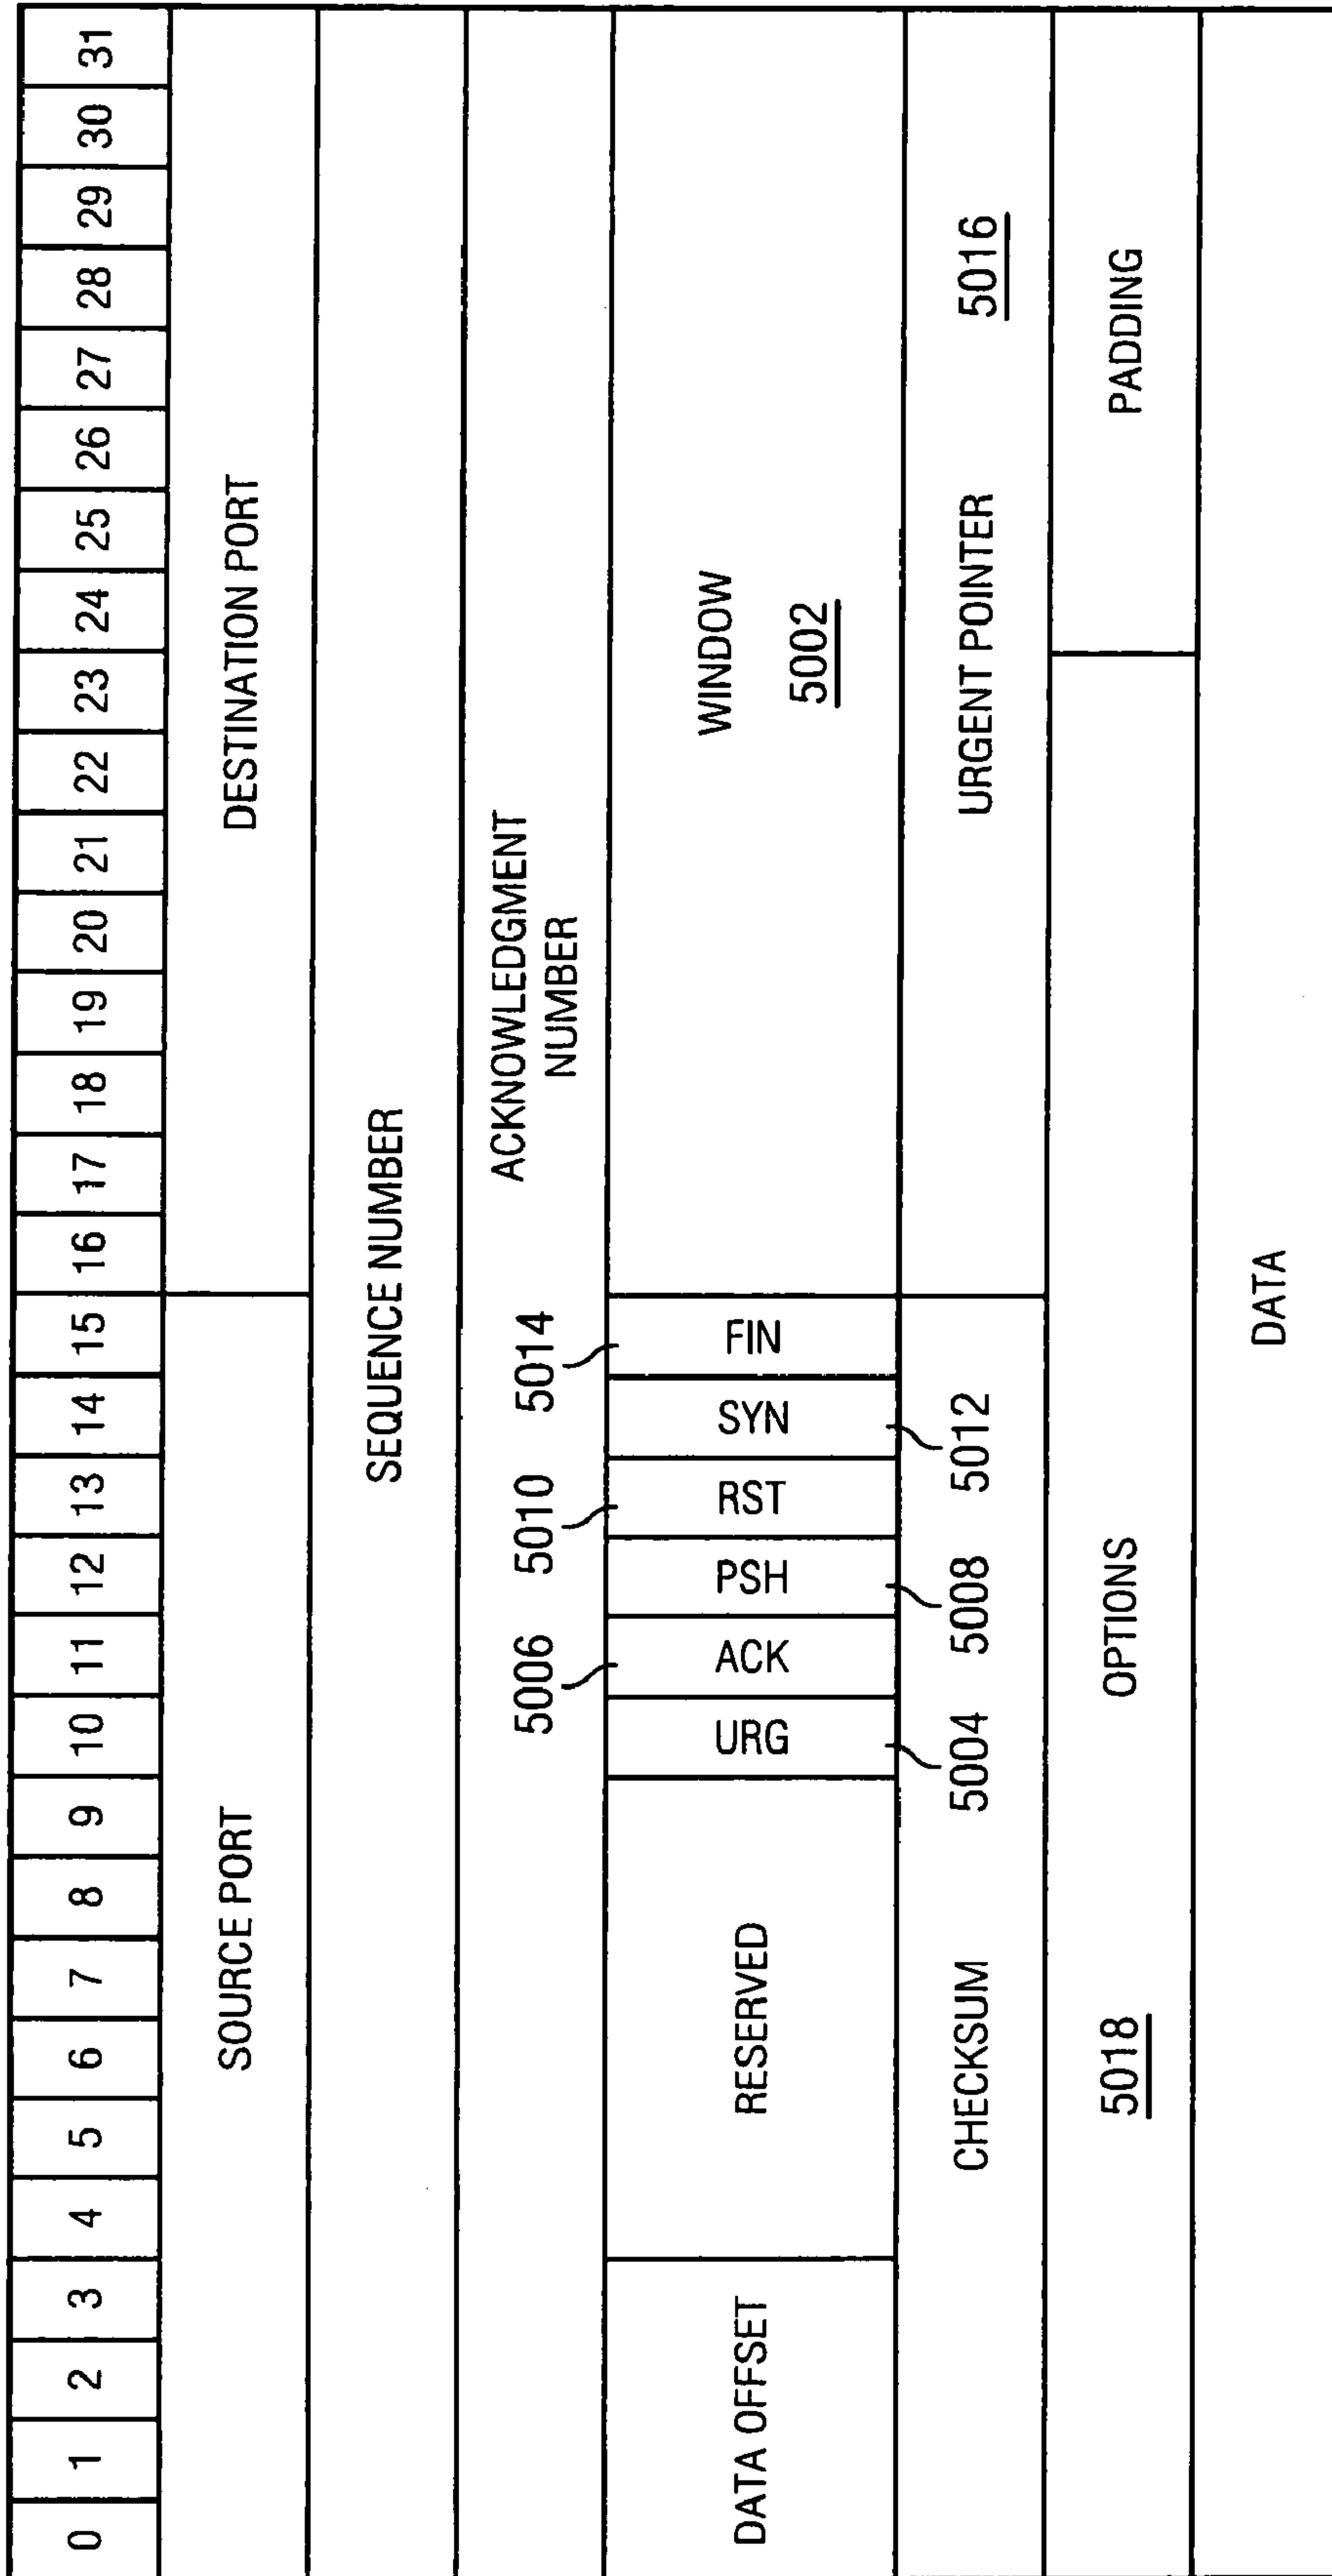 0 1 2 3 4 5 6 7 8 9 10 11 12 13 14 15 16 17 18 19 20 21 22 23 24 25 26 27 28 29 30 31
SOURCE PORT DESTINATION PORT
SEQUENCE NUMBER
ACKNOWLEDGMENT
NUMBER
5006 5010 5014
DATA OFFSET RESERVED URG ACK PSH RST SYN FIN WINDOW
5002
CHECKSUM 5004 5008 5012 URGENT POINTER 5016
5018 OPTIONS PADDING
DATA